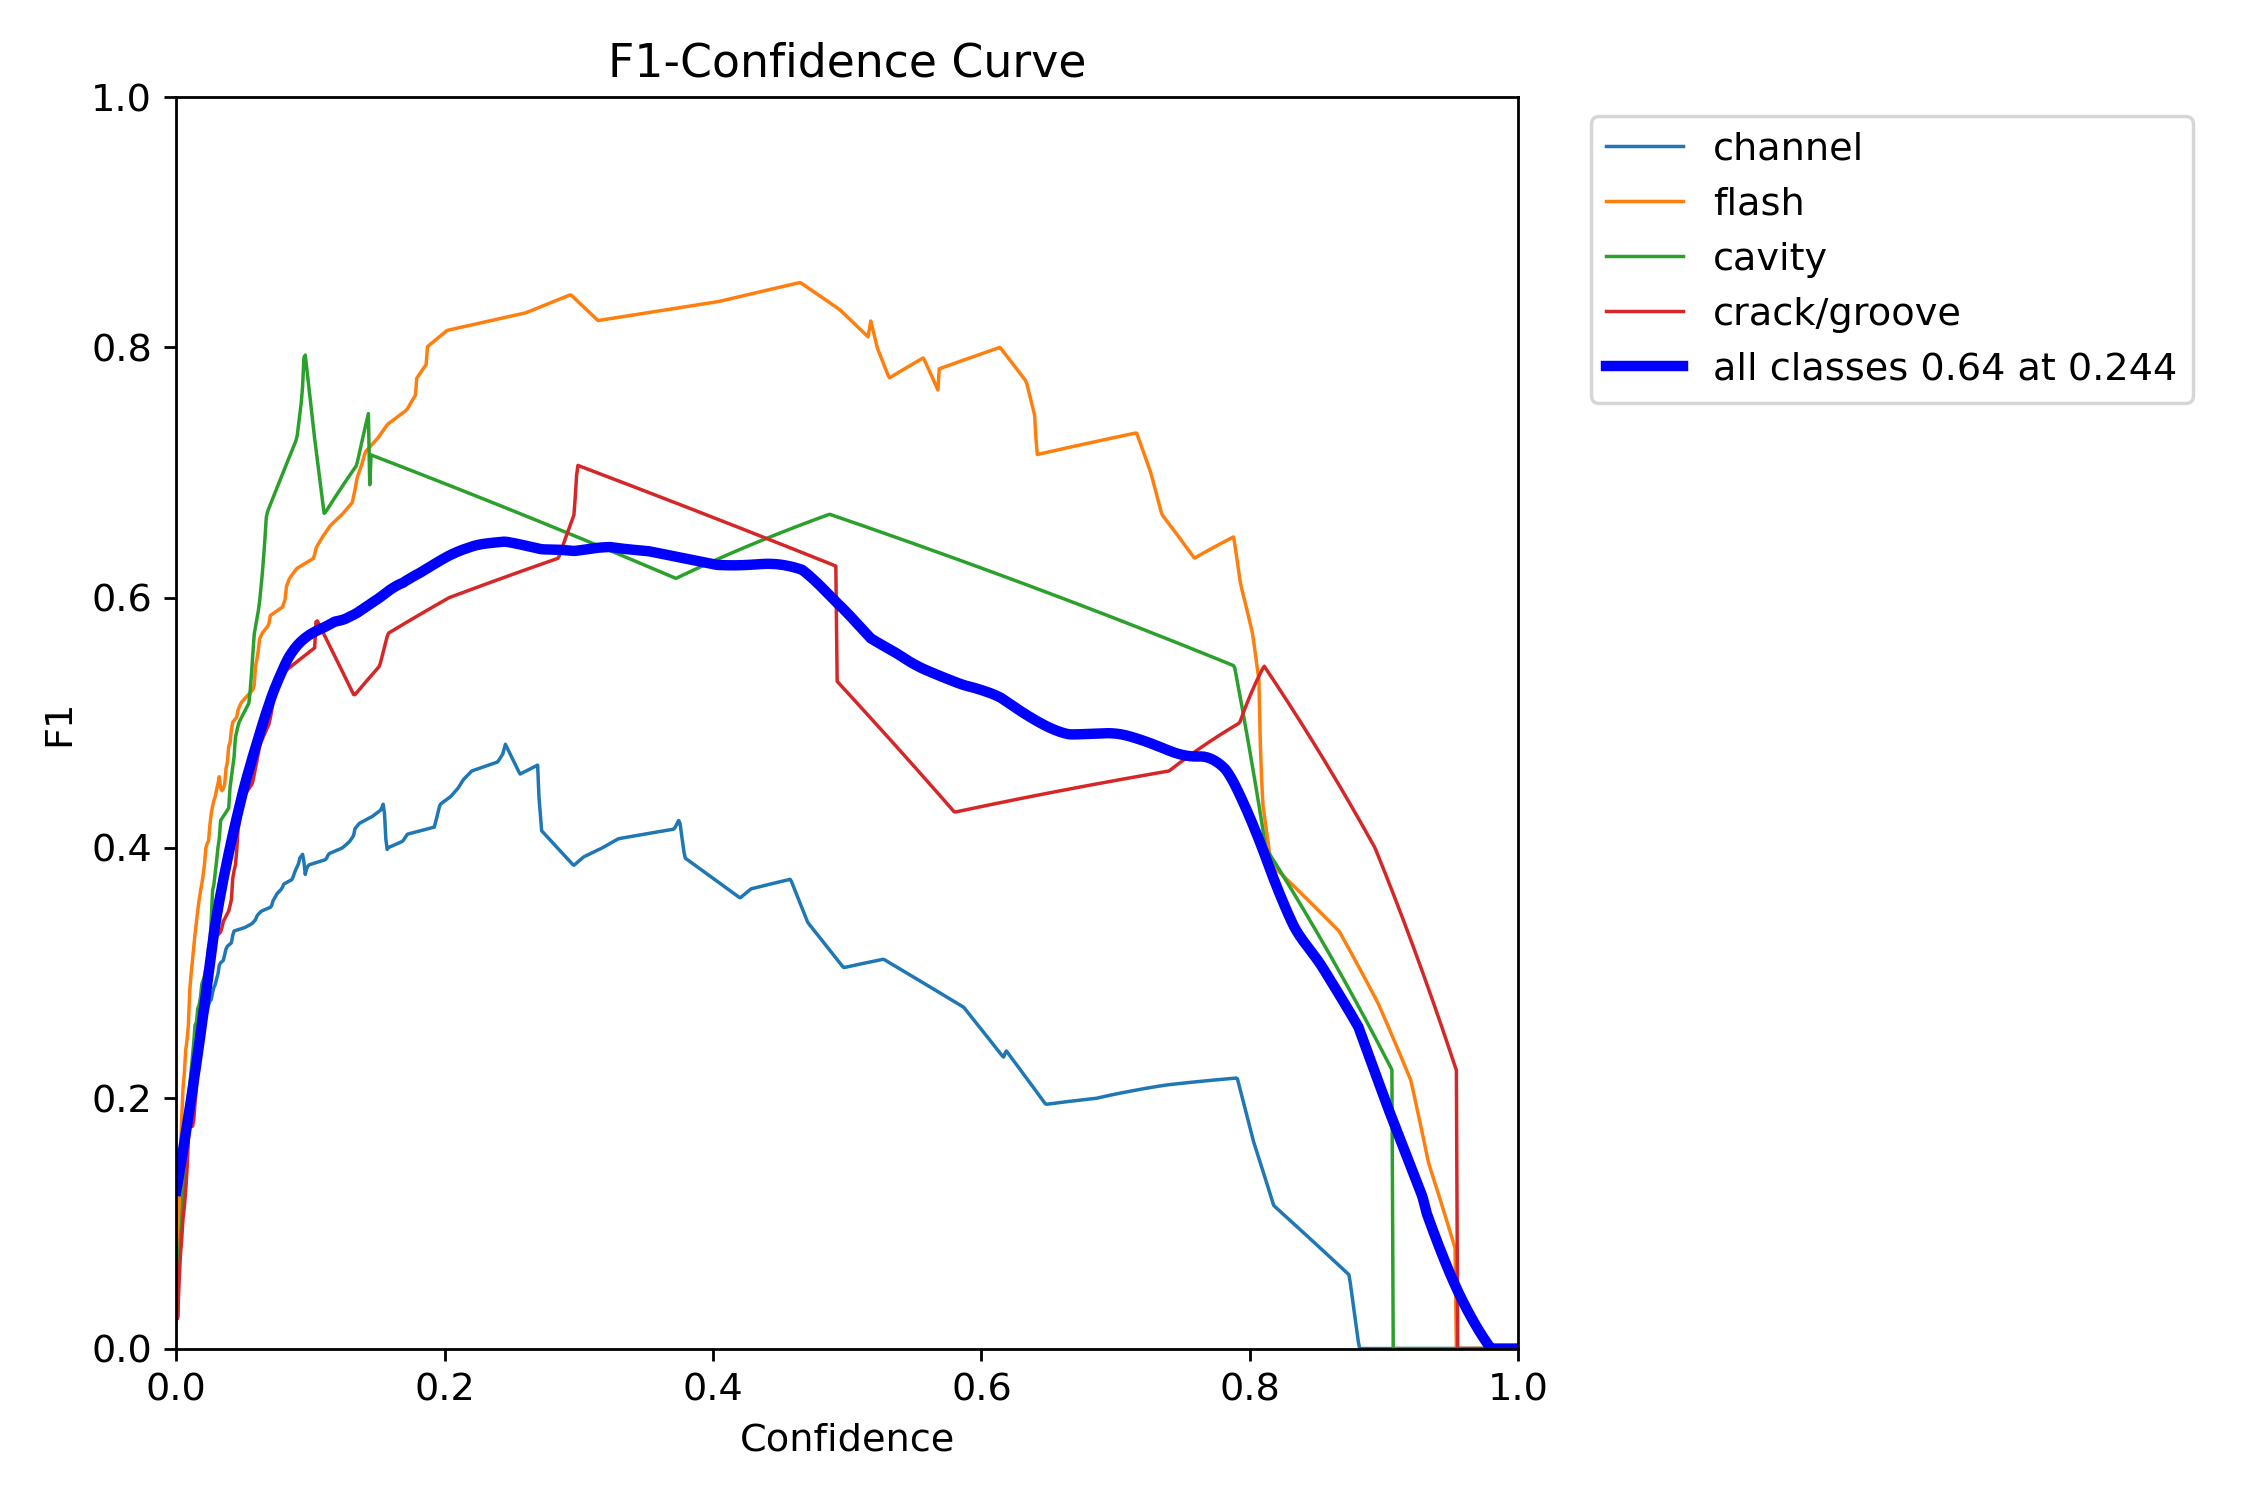 F1-Confidence Curve
1.0
0.8
0.6
0.4
0.2
0.0
F1
0.0 0.2 0.4 0.6 0.8 1.0
Confidence
channel
flash
cavity
crack/groove
all classes 0.64 at 0.244